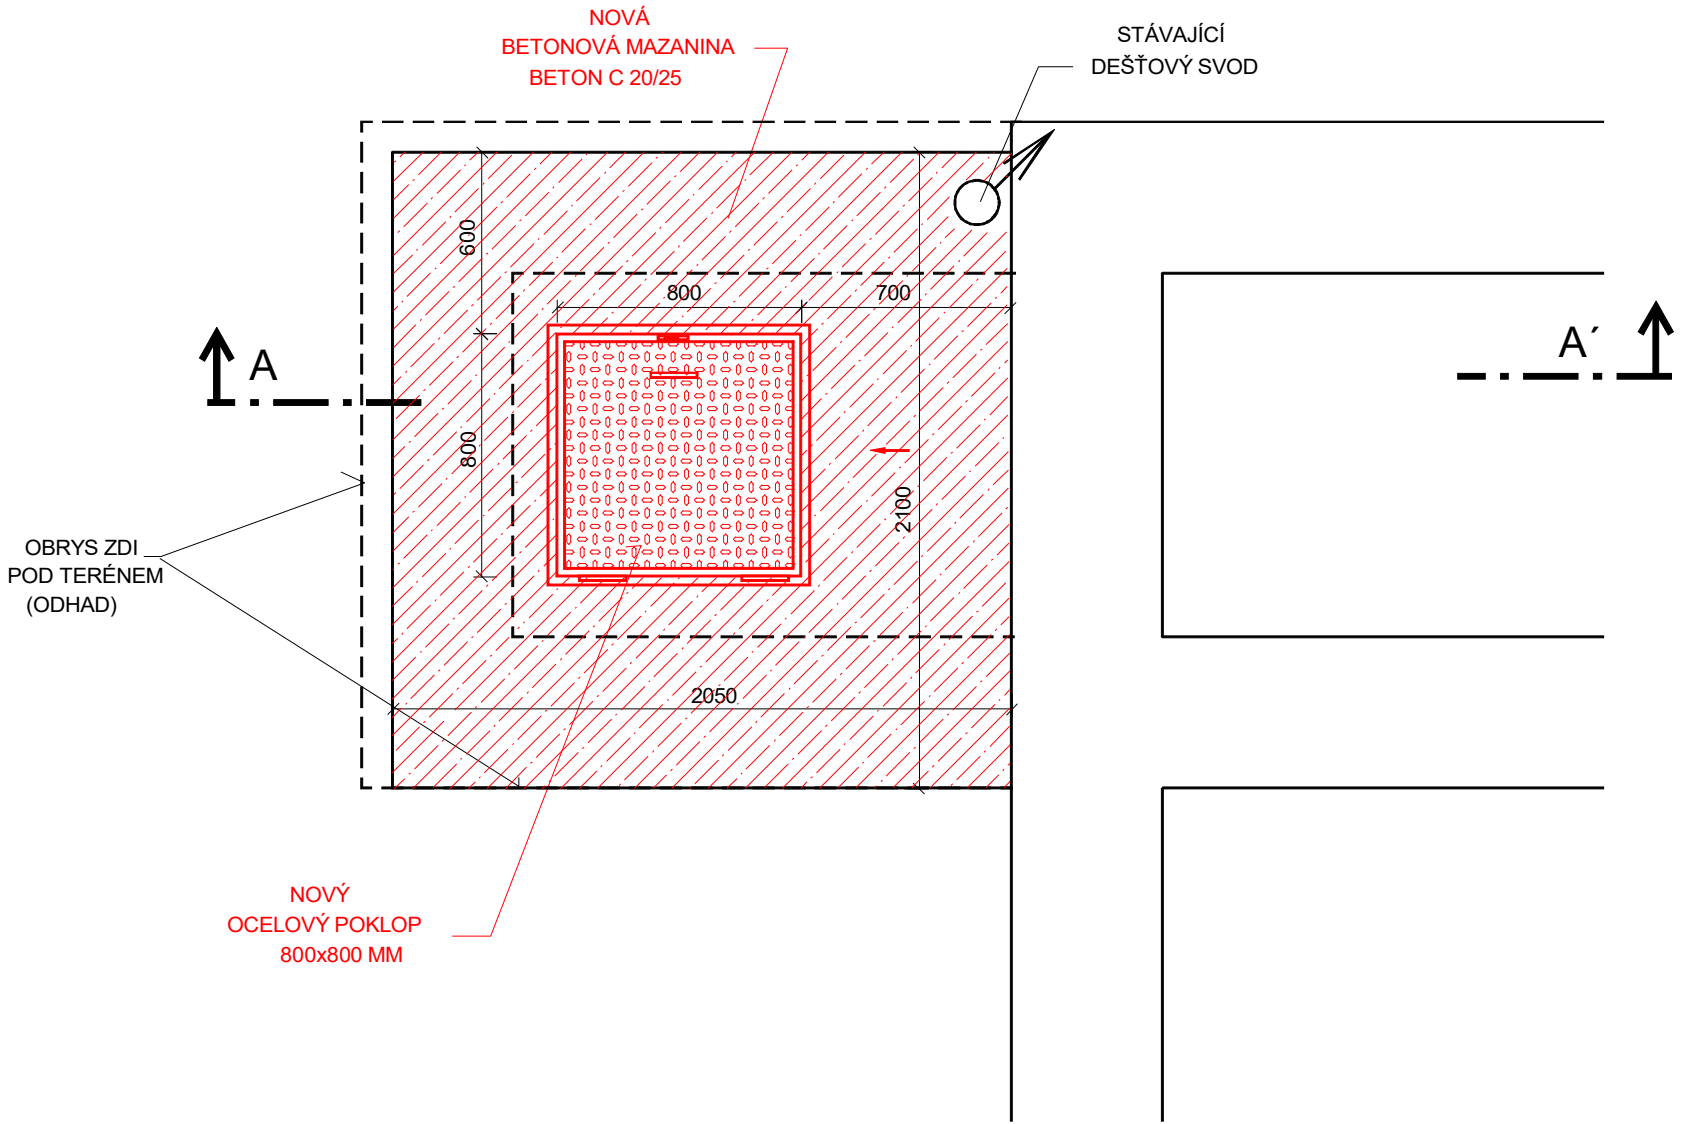 NOVÁ
BETONOVÁ MAZANINA
BETON C 20/25
STÁVAJÍCÍ
DEŠŤOVÝ SVOD
600
800
700
A
A´
800
2100
OBRYS ZDI
POD TERÉNEM
(ODHAD)
2050
NOVÝ
OCELOVÝ POKLOP
800x800 MM